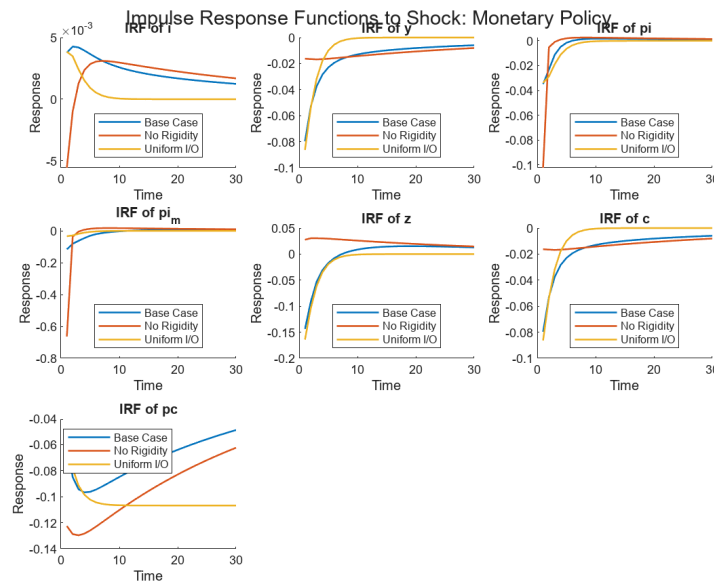 Impulse Response Functions to Shock: Monetary Policy
×10⁻³
IRF of i
5
0
-5
Response
0 10 20 30
Time
Base Case
No Rigidity
Uniform I/O
IRF of y
0
-0.02
-0.04
-0.06
-0.08
-0.1
Response
0 10 20 30
Time
Base Case
No Rigidity
Uniform I/O
IRF of pi
0
-0.02
-0.04
-0.06
-0.08
-0.1
Response
0 10 20 30
Time
Base Case
No Rigidity
Uniform I/O
IRF of pi_m
0
-0.2
-0.4
-0.6
-0.8
Response
0 10 20 30
Time
Base Case
No Rigidity
Uniform I/O
IRF of z
0.05
0
-0.05
-0.1
-0.15
-0.2
Response
0 10 20 30
Time
Base Case
No Rigidity
Uniform I/O
IRF of c
0
-0.02
-0.04
-0.06
-0.08
-0.1
Response
0 10 20 30
Time
Base Case
No Rigidity
Uniform I/O
IRF of pc
-0.04
-0.06
-0.08
-0.1
-0.12
-0.14
Response
0 10 20 30
Time
Base Case
No Rigidity
Uniform I/O